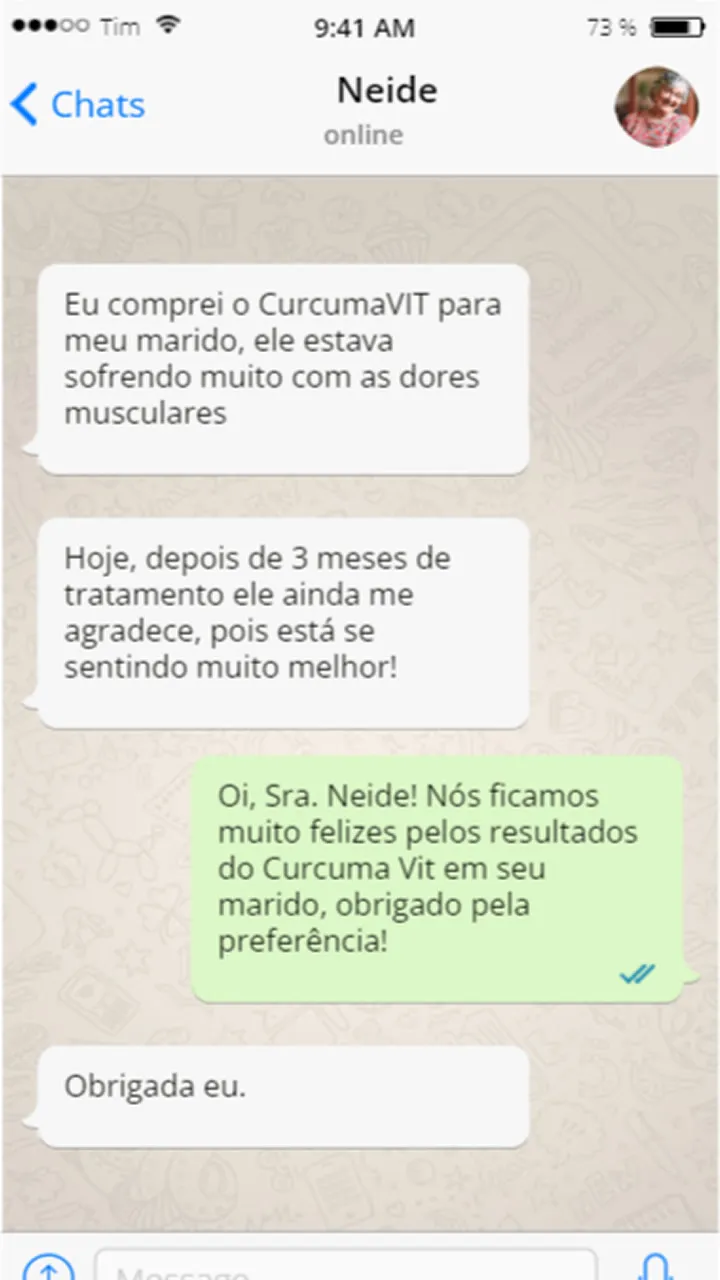 Tim 9:41 AM 73 %
Chats Neide
online
Eu comprei o CurcumaVIT para
meu marido, ele estava
sofrendo muito com as dores
musculares
Hoje, depois de 3 meses de
tratamento ele ainda me
agradece, pois está se
sentindo muito melhor!
Oi, Sra. Neide! Nós ficamos
muito felizes pelos resultados
do Curcuma Vit em seu
marido, obrigado pela
preferência!
Obrigada eu.
Message